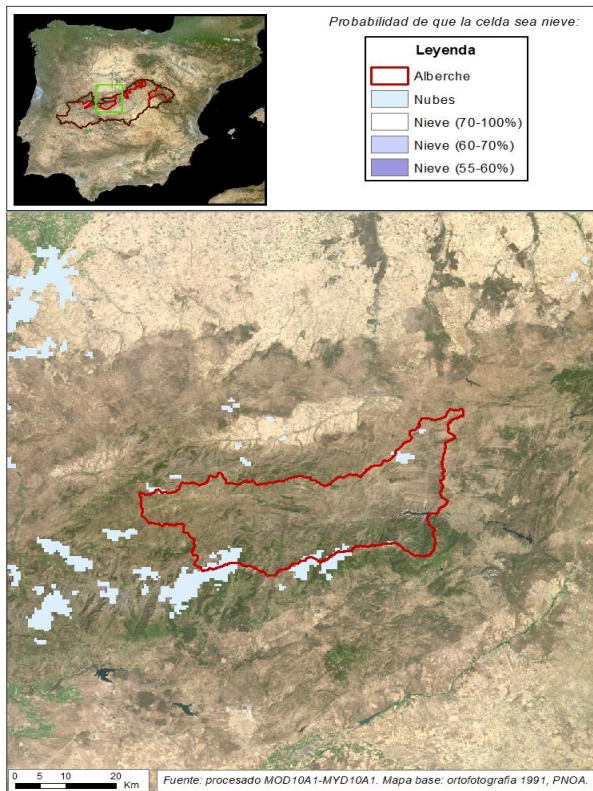 Probabilidad de que la celda sea nieve:
Leyenda
Alberche
Nubes
Nieve (70-100%)
Nieve (60-70%)
Nieve (55-60%)
0 5 10 20
Km
Fuente: procesado MOD10A1-MYD10A1. Mapa base: ortofotografia 1991, PNOA.